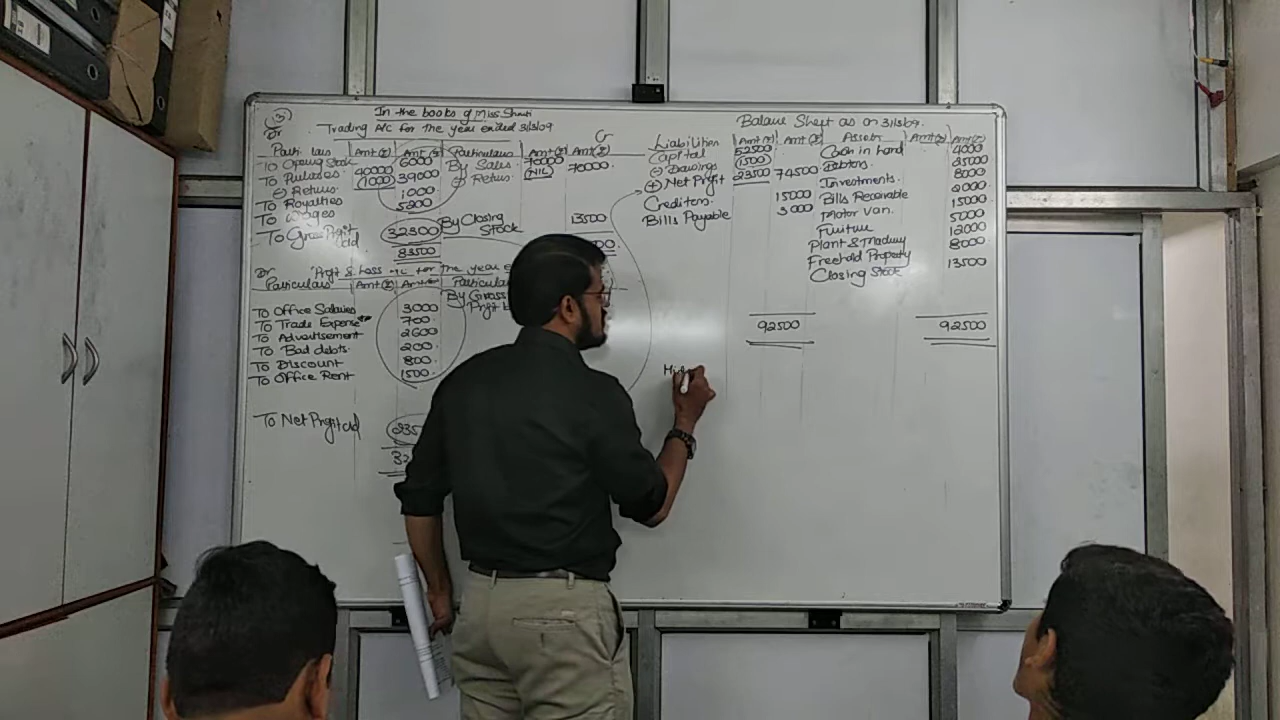 (3)
In the books of Miss. Shruti
Dr Trading A/c for The year ended 31/3/09 Cr
Particulars Amt(₹) Amt(₹) Particulars Amt(₹) Amt(₹)
To Opening Stock 6000 By Sales 70000
To Purchases 40000 39000 (-) Returns (NIL) 70000
(-) Returns (1000)
To Royalties 1000
To Wages 5200
To Gross Profit c/d 32300 By Closing Stock 13500
83500
Dr Profit & Loss A/c for The year
Particulars Amt(₹) Amt(₹) Particulars
To Office Salaries 3000 By Gross Profit
To Trade Expenses 700
To Advertisement 2600
To Bad debts 200
To Discount 800
To Office Rent 1500
To Net Profit c/d
Balance Sheet as on 31/3/09.
Liabilities Amt(₹) Amt(₹) Assets Amt(₹) Amt(₹)
Capital 52500 Cash in hand
(-) Drawings (1500) Debtors 25000
(+) Net Profit 23500 74500 Investments 8000
Creditors 15000 Bills Receivable 2000
Bills Payable 3000 Motor Van. 15000
Furniture 5000
Plant & Machinery 12000
Freehold Property 8000
Closing Stock 13500
92500 92500